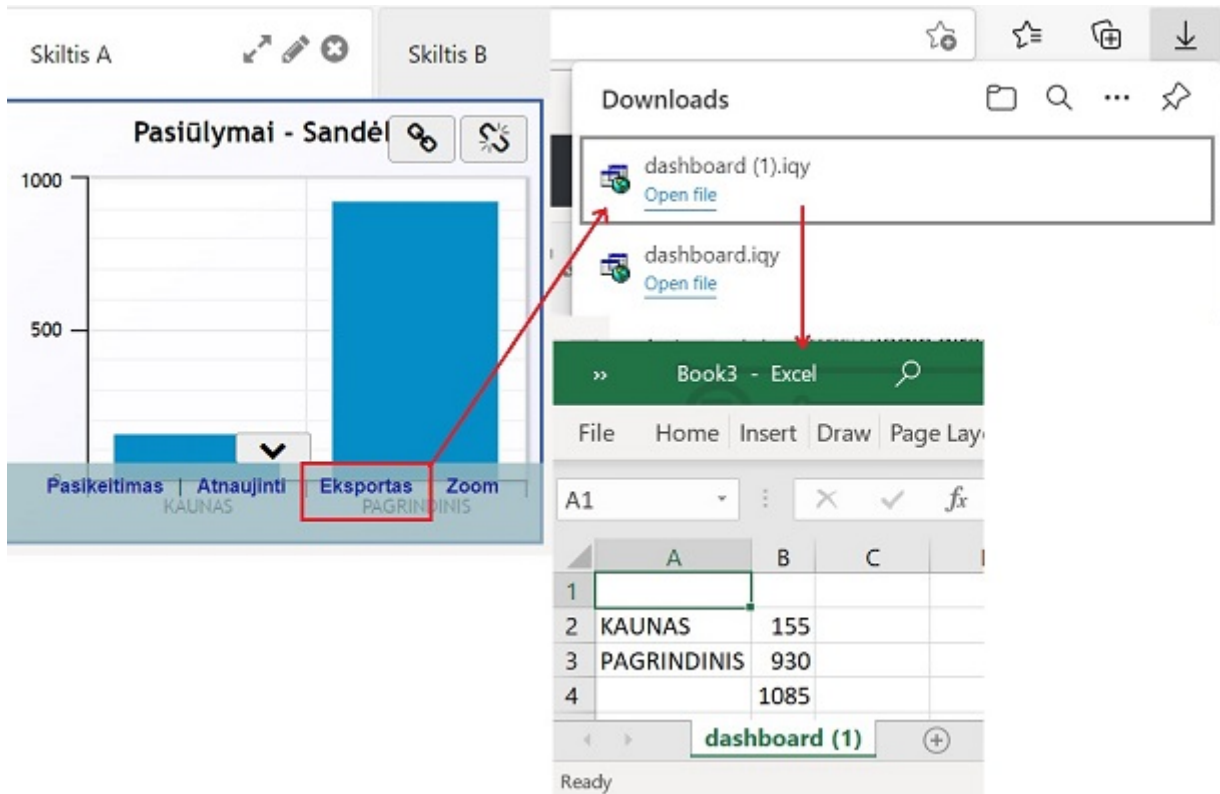 Skiltis A
Skiltis B
Pasiūlymai - Sandėl
1000
500
Pasikeitimas | Atnaujinti | Eksportas Zoom
KAUNAS PAGRINDINIS
Downloads
dashboard (1).iqy
Open file
dashboard.iqy
Open file
Book3 - Excel
File Home Insert Draw Page Lay
A1 fx
A B C
1
2 KAUNAS 155
3 PAGRINDINIS 930
4 1085
dashboard (1)
Ready